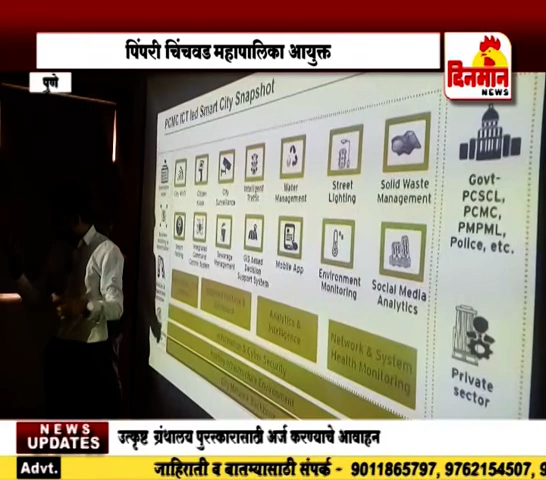 पिंपरी चिंचवड महापालिका आयुक्त
दिनमान
NEWS
पुणे
PCMC ICT led Smart City Snapshot
City Wifi
Citizen Kiosk
City Surveillance
Intelligent Traffic
Water Management
Street Lighting
Solid Waste Management
Smart Parking
Integrated Command Control System
Sewerage Management
GIS Based Decision Support System
Mobile App
Environment Monitoring
Social Media Analytics
Analytics & Intelligence
Network & System Health Monitoring
& Cyber Security
Environment
Govt-
PCSCL,
PCMC,
PMPML,
Police, etc.
Private
sector
NEWS
UPDATES
उत्कृष्ट ग्रंथालय पुरस्कारासाठी अर्ज करण्याचे आवाहन
Advt.
जाहिराती व बातम्यासाठी संपर्क - 9011865797, 9762154507, 9